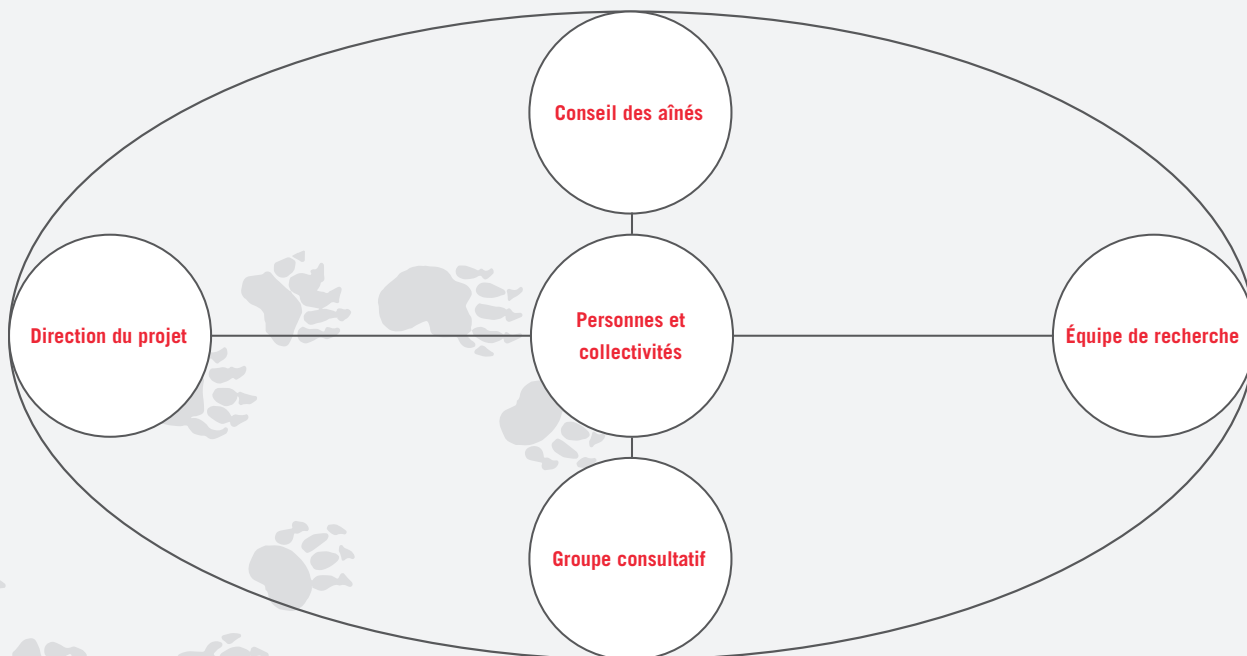 Conseil des aînés
Direction du projet
Personnes et
collectivités
Équipe de recherche
Groupe consultatif